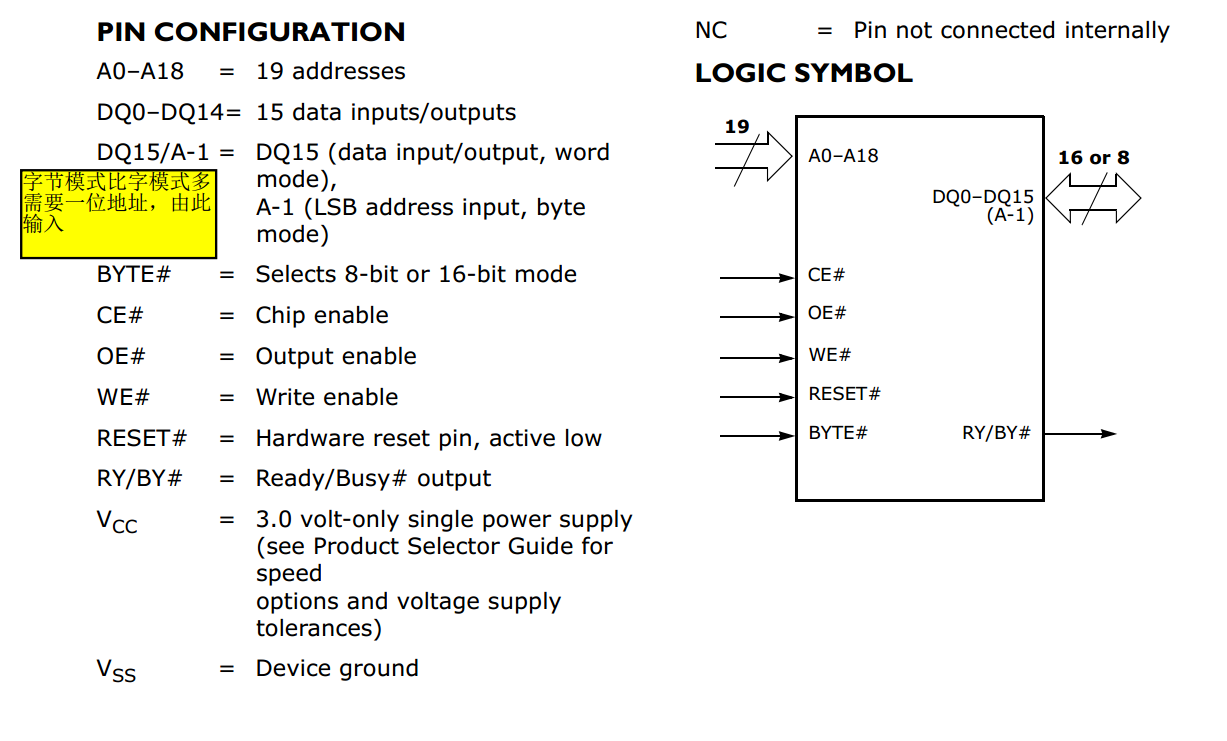 PIN CONFIGURATION
A0–A18 = 19 addresses
DQ0–DQ14= 15 data inputs/outputs
DQ15/A-1 = DQ15 (data input/output, word
mode),
A-1 (LSB address input, byte
mode)
字节模式比字模式多
需要一位地址，由此
输入
BYTE# = Selects 8-bit or 16-bit mode
CE# = Chip enable
OE# = Output enable
WE# = Write enable
RESET# = Hardware reset pin, active low
RY/BY# = Ready/Busy# output
VCC = 3.0 volt-only single power supply
(see Product Selector Guide for
speed
options and voltage supply
tolerances)
VSS = Device ground
NC = Pin not connected internally
LOGIC SYMBOL
19
A0–A18
16 or 8
DQ0–DQ15
(A-1)
CE#
OE#
WE#
RESET#
BYTE# RY/BY#